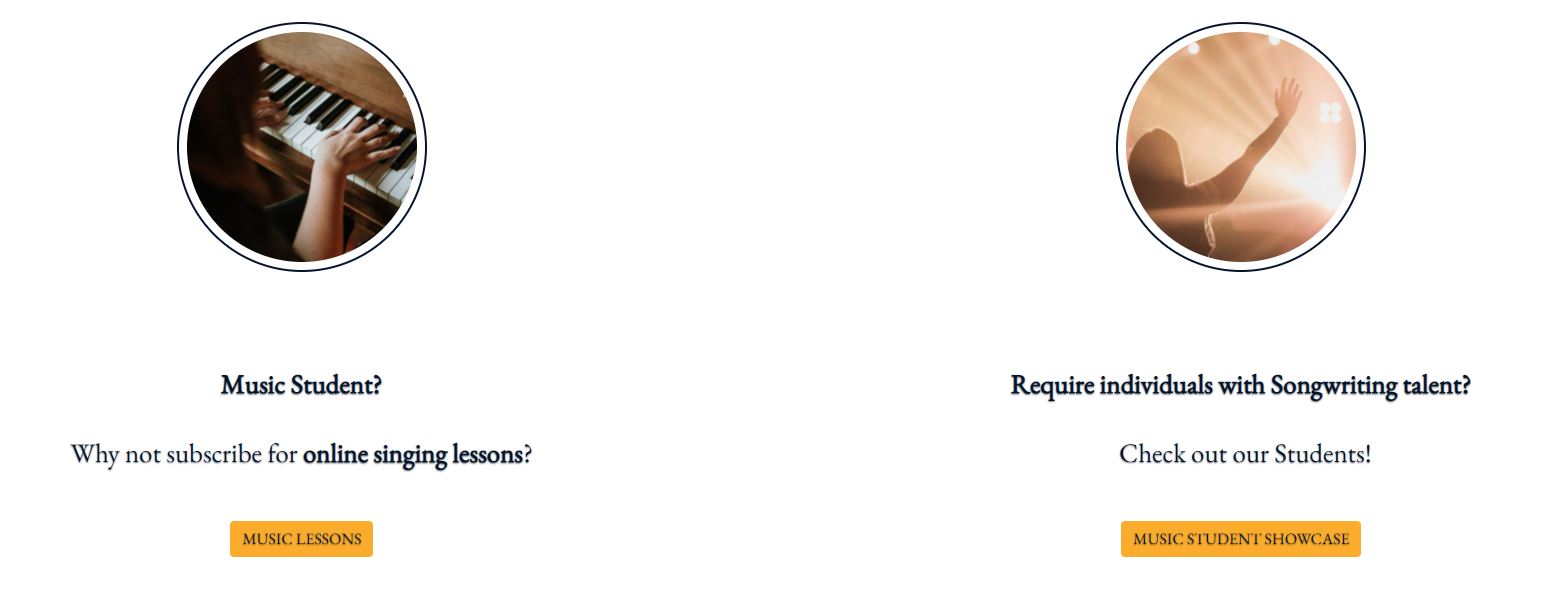 Music Student?
Why not subscribe for online singing lessons?
MUSIC LESSONS
Require individuals with Songwriting talent?
Check out our Students!
MUSIC STUDENT SHOWCASE